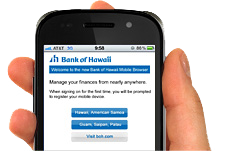 AT&T 9:58
Bank of Hawaii
Welcome to the new Bank of Hawaii Mobile Browser
Manage your finances from nearly anywhere.
When signing on for the first time, you will be prompted
to register your mobile device.
Hawaii, American Samoa
Guam, Saipan, Palau
Visit boh.com